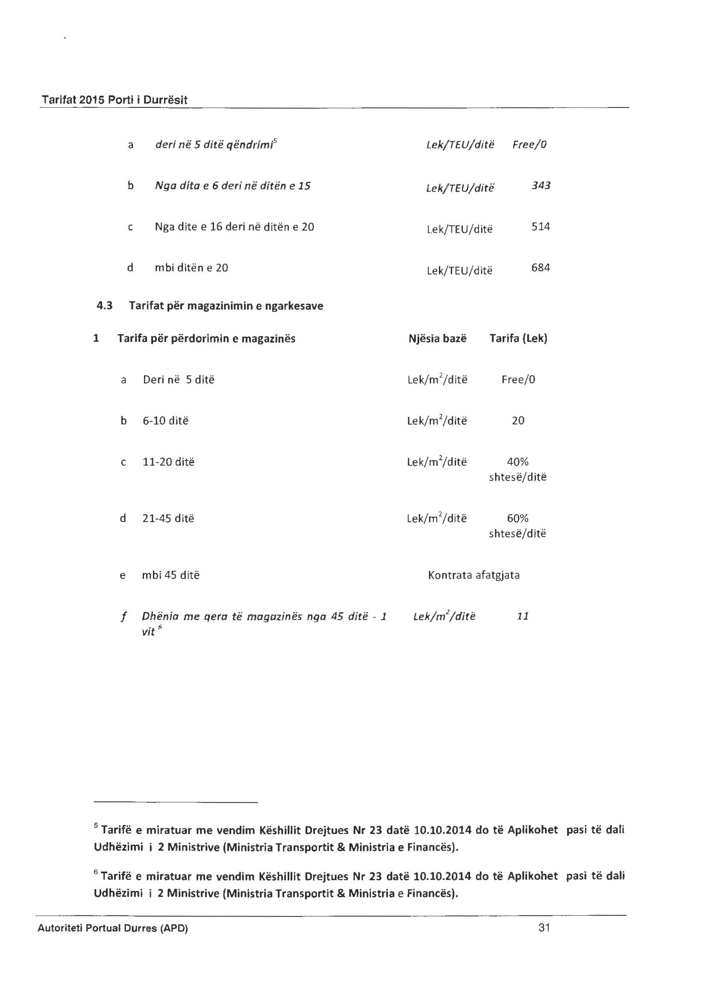 Tarifat 2015 Porti i Durrësit
a deri në 5 ditë qëndrimi⁵ Lek/TEU/ditë Free/0
b Nga dita e 6 deri në ditën e 15 Lek/TEU/ditë 343
c Nga dite e 16 deri në ditën e 20 Lek/TEU/ditë 514
d mbi ditën e 20 Lek/TEU/ditë 684
4.3 Tarifat për magazinimin e ngarkesave
1 Tarifa për përdorimin e magazinës Njësia bazë Tarifa (Lek)
a Deri në 5 ditë Lek/m²/ditë Free/0
b 6-10 ditë Lek/m²/ditë 20
c 11-20 ditë Lek/m²/ditë 40%
shtesë/ditë
d 21-45 ditë Lek/m²/ditë 60%
shtesë/ditë
e mbi 45 ditë Kontrata afatgjata
f Dhënia me qera të magazinës nga 45 ditë - 1 Lek/m²/ditë 11
vit ⁶
⁵ Tarifë e miratuar me vendim Këshillit Drejtues Nr 23 datë 10.10.2014 do të Aplikohet pasi të dali
Udhëzimi i 2 Ministrive (Ministria Transportit & Ministria e Financës).
⁶ Tarifë e miratuar me vendim Këshillit Drejtues Nr 23 datë 10.10.2014 do të Aplikohet pasi të dali
Udhëzimi i 2 Ministrive (Ministria Transportit & Ministria e Financës).
Autoriteti Portual Durres (APD) 31